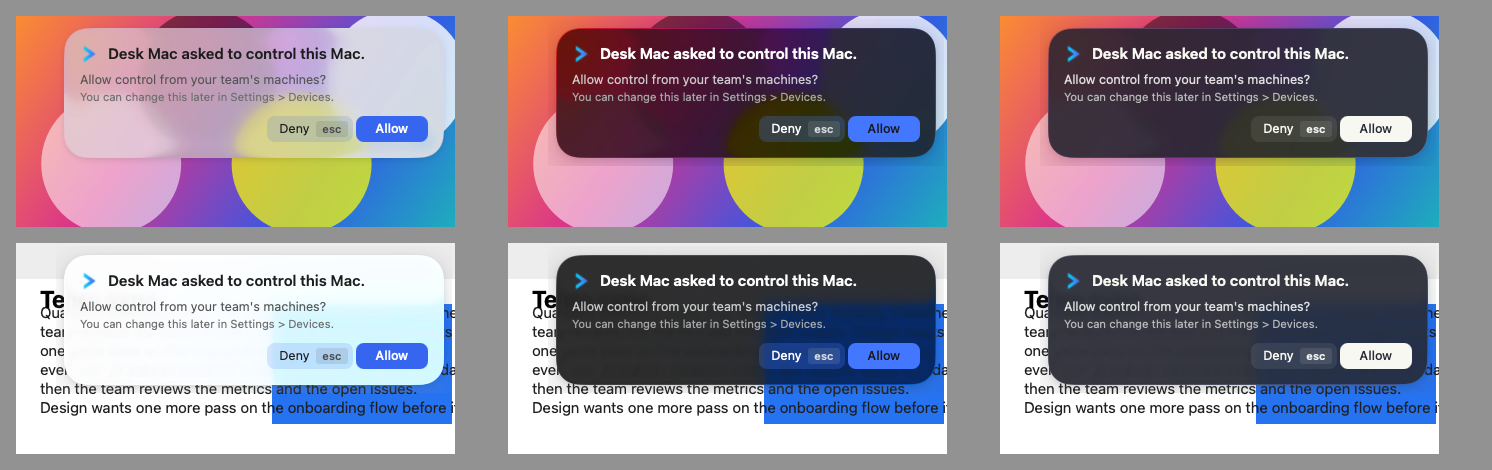 Desk Mac asked to control this Mac.
Allow control from your team's machines?
You can change this later in Settings > Devices.
Deny esc Allow
Desk Mac asked to control this Mac.
Allow control from your team's machines?
You can change this later in Settings > Devices.
Deny esc Allow
Desk Mac asked to control this Mac.
Allow control from your team's machines?
You can change this later in Settings > Devices.
Deny esc Allow
Desk Mac asked to control this Mac.
Allow control from your team's machines?
You can change this later in Settings > Devices.
Deny esc Allow
then the team reviews the metrics and the open issues.
Design wants one more pass on the onboarding flow before
Desk Mac asked to control this Mac.
Allow control from your team's machines?
You can change this later in Settings > Devices.
Deny esc Allow
then the team reviews the metrics and the open issues.
Design wants one more pass on the onboarding flow before
Desk Mac asked to control this Mac.
Allow control from your team's machines?
You can change this later in Settings > Devices.
Deny esc Allow
then the team reviews the metrics and the open issues.
Design wants one more pass on the onboarding flow before